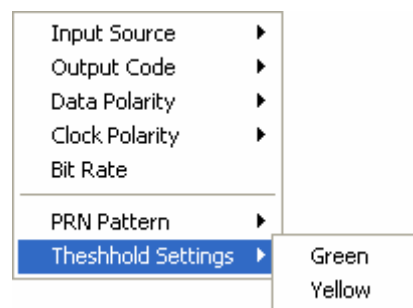 Input Source
Output Code
Data Polarity
Clock Polarity
Bit Rate
PRN Pattern
Theshhold Settings
Green
Yellow